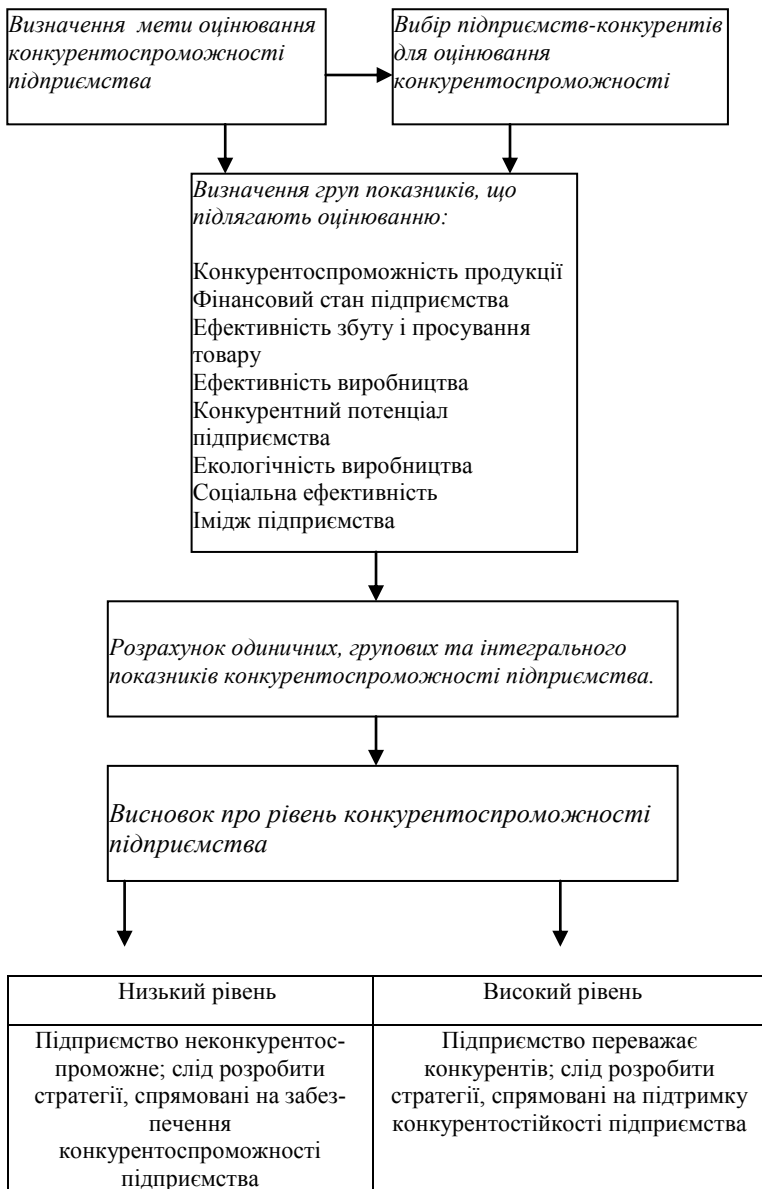 Визначення мети оцінювання
конкурентоспроможності
підприємства
Вибір підприємств-конкурентів
для оцінювання
конкурентоспроможності
Визначення груп показників, що
підлягають оцінюванню:
Конкурентоспроможність продукції
Фінансовий стан підприємства
Ефективність збуту і просування
товару
Ефективність виробництва
Конкурентний потенціал
підприємства
Екологічність виробництва
Соціальна ефективність
Імідж підприємства
Розрахунок одиничних, групових та інтегрального
показників конкурентоспроможності підприємства.
Висновок про рівень конкурентоспроможності
підприємства
Низький рівень
Підприємство неконкурентос-
проможне; слід розробити
стратегії, спрямовані на забез-
печення
конкурентоспроможності
підприємства
Високий рівень
Підприємство переважає
конкурентів; слід розробити
стратегії, спрямовані на підтримку
конкурентостійкості підприємства